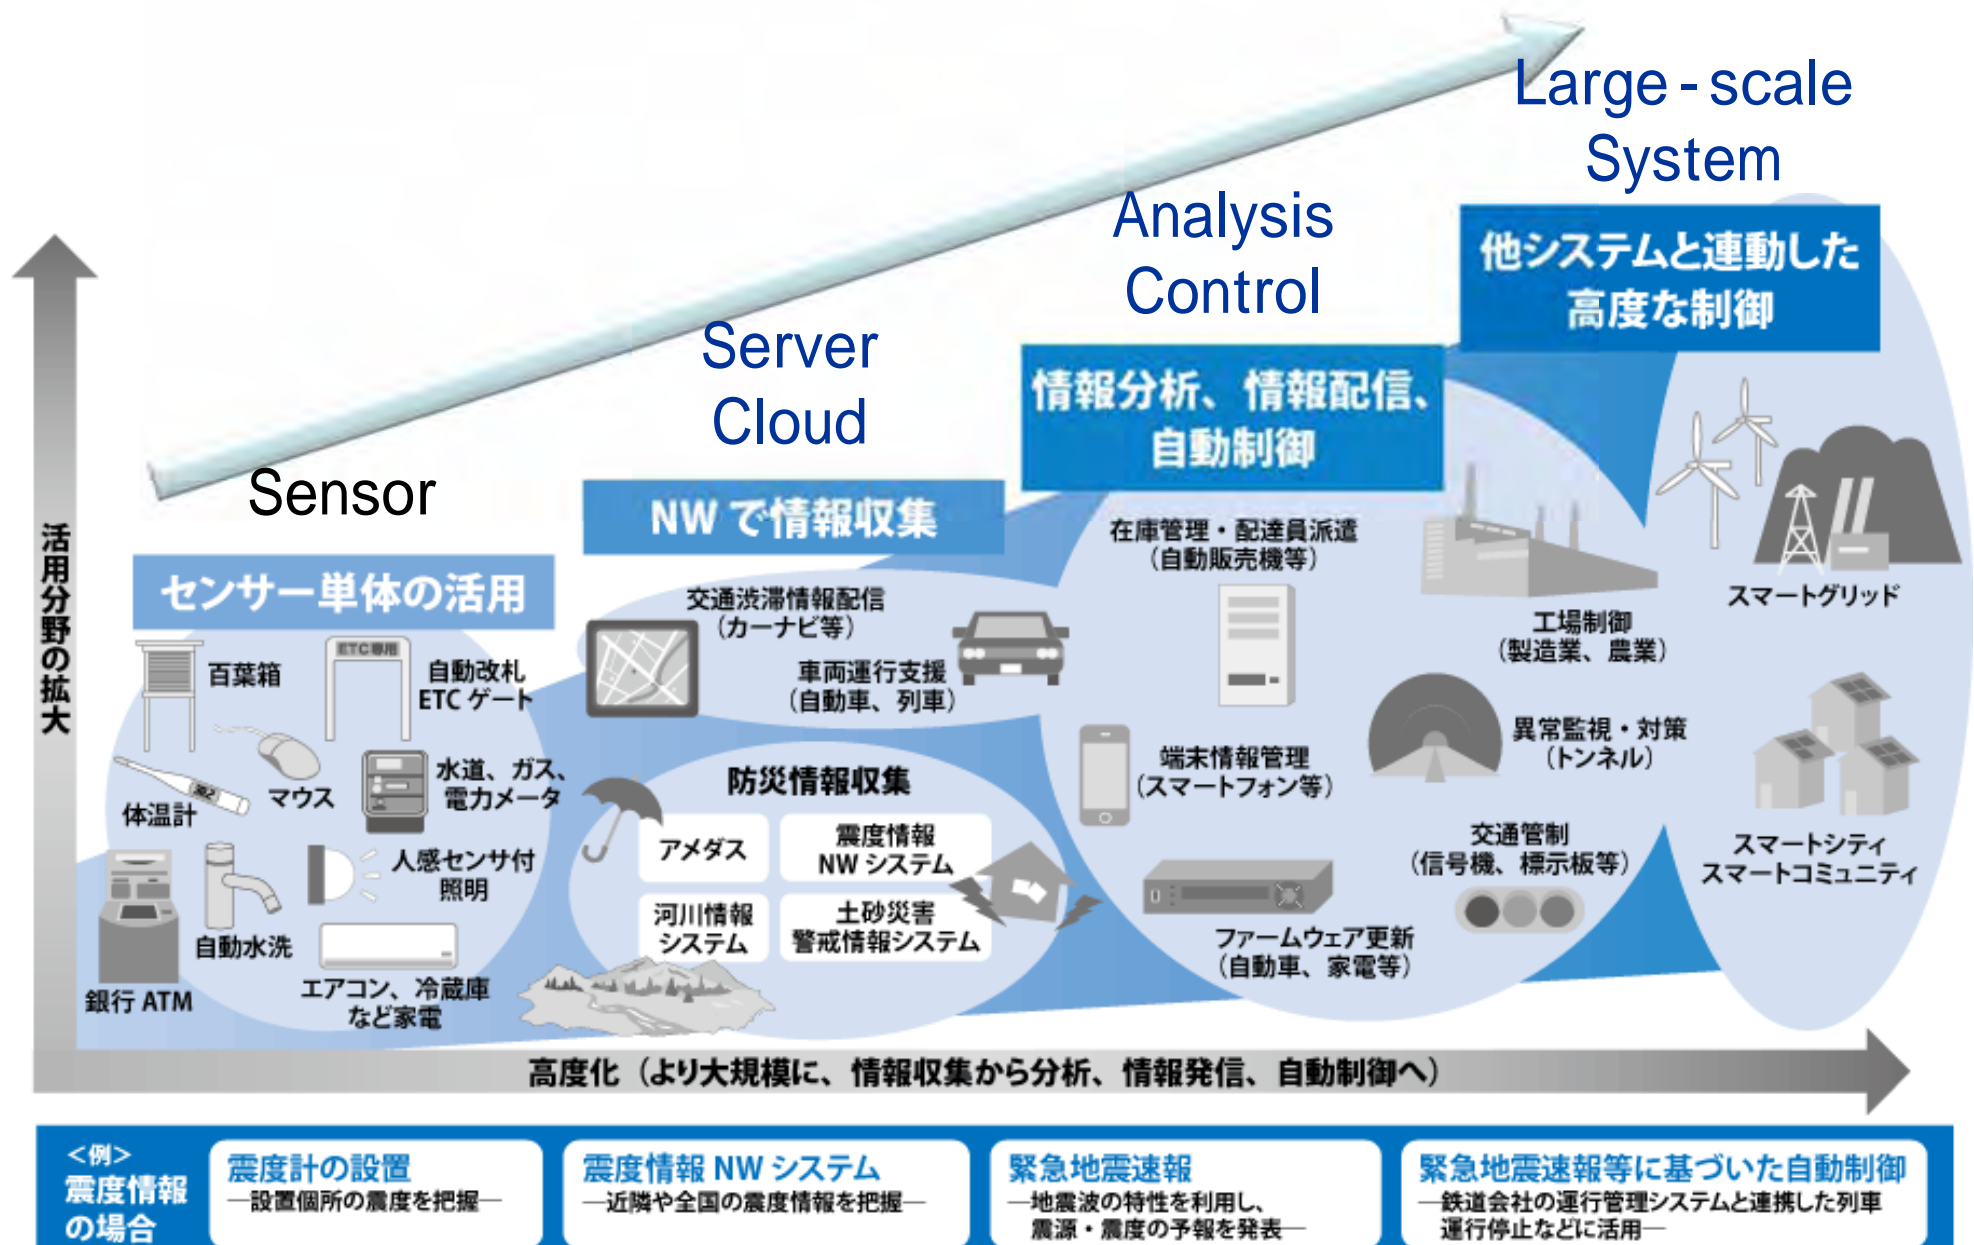 Large-scale
System
Analysis
Control
Server
Cloud
Sensor
他システムと連動した
高度な制御
情報分析、情報配信、
自動制御
NWで情報収集
センサー単体の活用
活用分野の拡大
百葉箱
ETC専用
自動改札
ETCゲート
体温計
マウス
水道、ガス、
電力メータ
銀行ATM
自動水洗
人感センサ付
照明
エアコン、冷蔵庫
など家電
交通渋滞情報配信
(カーナビ等)
車両運行支援
(自動車、列車)
防災情報収集
アメダス
震度情報
NWシステム
河川情報
システム
土砂災害
警戒情報システム
在庫管理・配達員派遣
(自動販売機等)
工場制御
(製造業、農業)
端末情報管理
(スマートフォン等)
異常監視・対策
(トンネル)
交通管制
(信号機、標示板等)
ファームウェア更新
(自動車、家電等)
スマートグリッド
スマートシティ
スマートコミュニティ
高度化(より大規模に、情報収集から分析、情報発信、自動制御へ)
<例>
震度情報
の場合
震度計の設置
―設置個所の震度を把握―
震度情報NWシステム
―近隣や全国の震度情報を把握―
緊急地震速報
―地震波の特性を利用し、
震源・震度の予報を発表―
緊急地震速報等に基づいた自動制御
―鉄道会社の運行管理システムと連携した列車
運行停止などに活用―